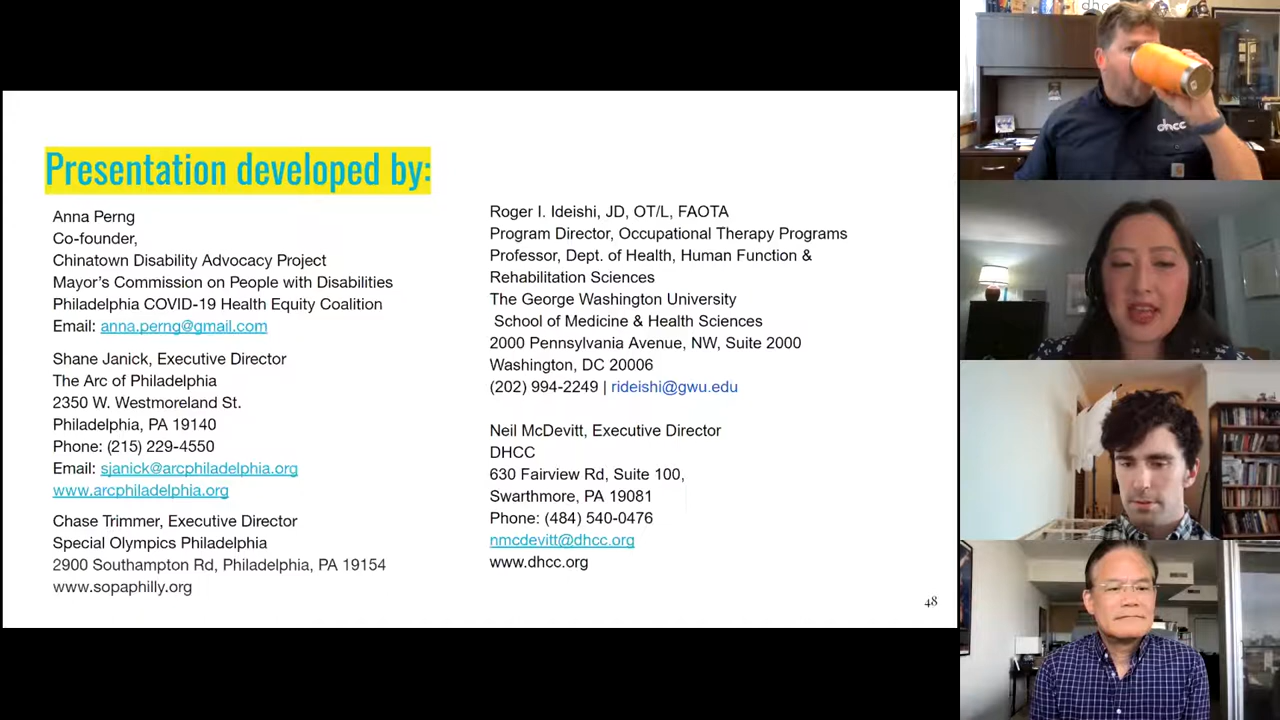 Presentation developed by:
Anna Perng
Co-founder,
Chinatown Disability Advocacy Project
Mayor's Commission on People with Disabilities
Philadelphia COVID-19 Health Equity Coalition
Email: anna.perng@gmail.com
Shane Janick, Executive Director
The Arc of Philadelphia
2350 W. Westmoreland St.
Philadelphia, PA 19140
Phone: (215) 229-4550
Email: sjanick@arcphiladelphia.org
www.arcphiladelphia.org
Chase Trimmer, Executive Director
Special Olympics Philadelphia
2900 Southampton Rd, Philadelphia, PA 19154
www.sopaphilly.org
Roger I. Ideishi, JD, OT/L, FAOTA
Program Director, Occupational Therapy Programs
Professor, Dept. of Health, Human Function &
Rehabilitation Sciences
The George Washington University
School of Medicine & Health Sciences
2000 Pennsylvania Avenue, NW, Suite 2000
Washington, DC 20006
(202) 994-2249 | rideishi@gwu.edu
Neil McDevitt, Executive Director
DHCC
630 Fairview Rd, Suite 100,
Swarthmore, PA 19081
Phone: (484) 540-0476
nmcdevitt@dhcc.org
www.dhcc.org
48
dhcc
dhcc